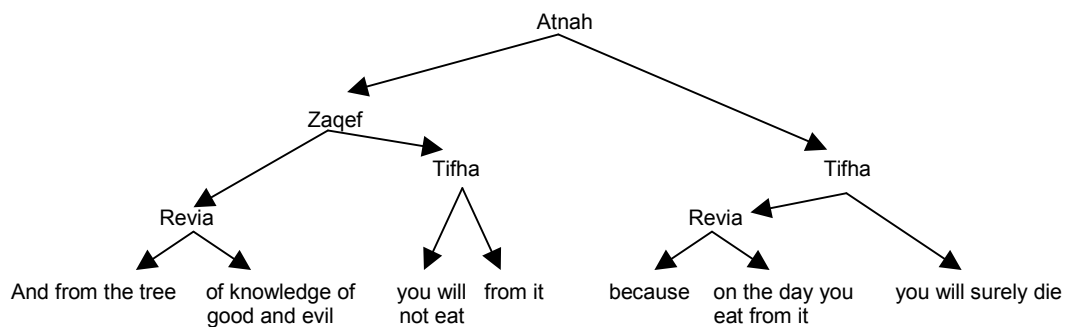 Atnah
Zaqef
Tifha
Tifha
Revia
Revia
And from the tree
of knowledge of
good and evil
you will
not eat
from it
because
on the day you
eat from it
you will surely die